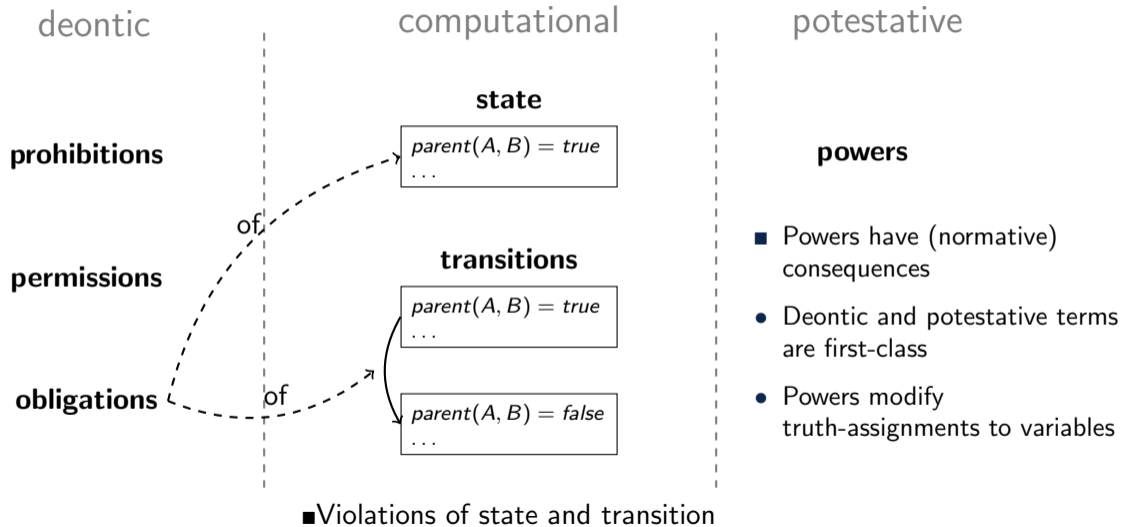 deontic
computational
potestative
prohibitions
permissions
obligations
of
of
state
parent(A, B) = true
. . .
transitions
parent(A, B) = true
. . .
parent(A, B) = false
. . .
■Violations of state and transition
powers
■ Powers have (normative)
consequences
• Deontic and potestative terms
are first-class
• Powers modify
truth-assignments to variables